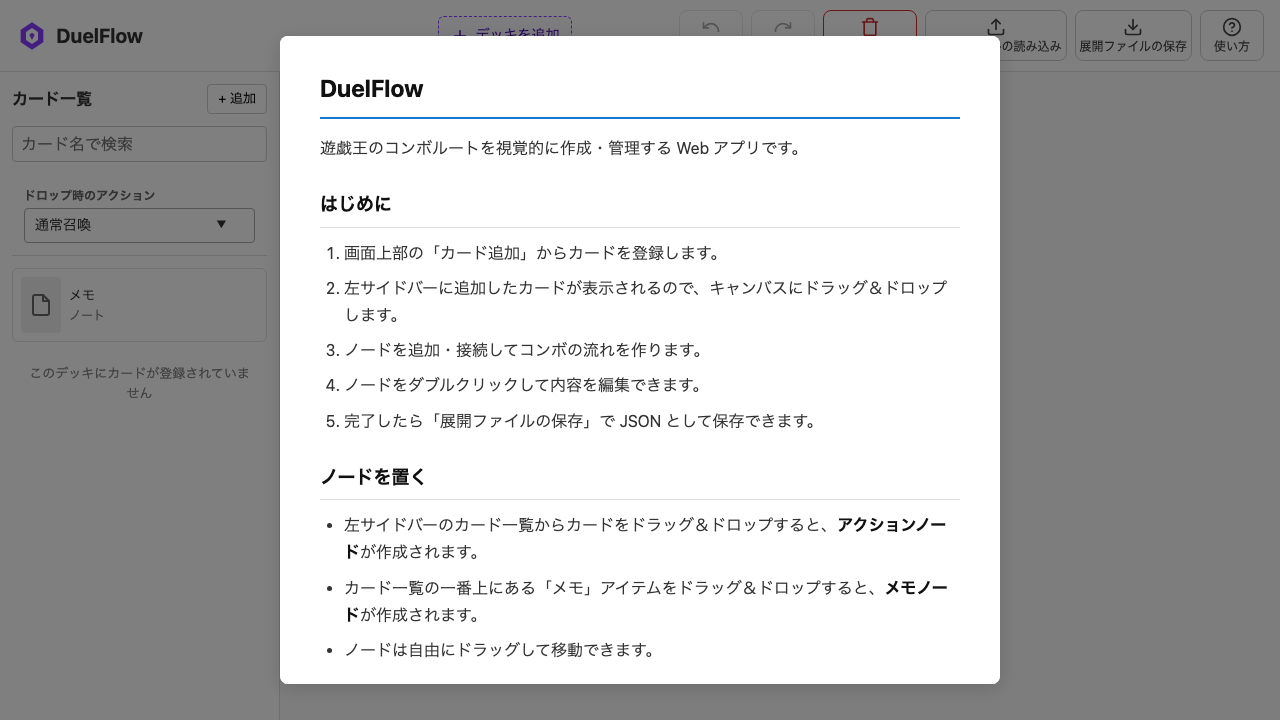 DuelFlow
+ デッキを追加
の読み込み
展開ファイルの保存
使い方
カード一覧
+ 追加
カード名で検索
ドロップ時のアクション
通常召喚
メモ
ノート
このデッキにカードが登録されていま
せん
DuelFlow
遊戯王のコンボルートを視覚的に作成・管理する Web アプリです。
はじめに
1. 画面上部の「カード追加」からカードを登録します。
2. 左サイドバーに追加したカードが表示されるので、キャンバスにドラッグ＆ドロップ
します。
3. ノードを追加・接続してコンボの流れを作ります。
4. ノードをダブルクリックして内容を編集できます。
5. 完了したら「展開ファイルの保存」で JSON として保存できます。
ノードを置く
• 左サイドバーのカード一覧からカードをドラッグ＆ドロップすると、アクションノー
ドが作成されます。
• カード一覧の一番上にある「メモ」アイテムをドラッグ＆ドロップすると、メモノー
ドが作成されます。
• ノードは自由にドラッグして移動できます。